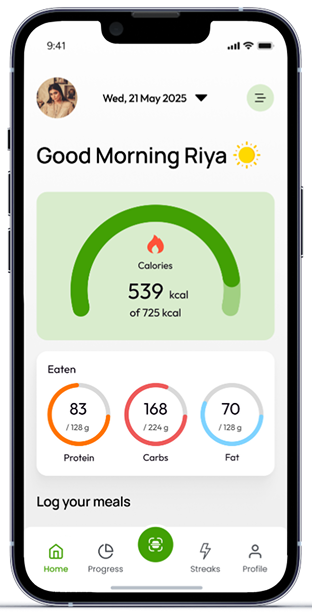 9:41
Wed, 21 May 2025
Good Morning Riya
Calories
539 kcal
of 725 kcal
Eaten
83 168 70
/ 128 g / 224 g / 128 g
Protein Carbs Fat
Log your meals
Home Progress Streaks Profile